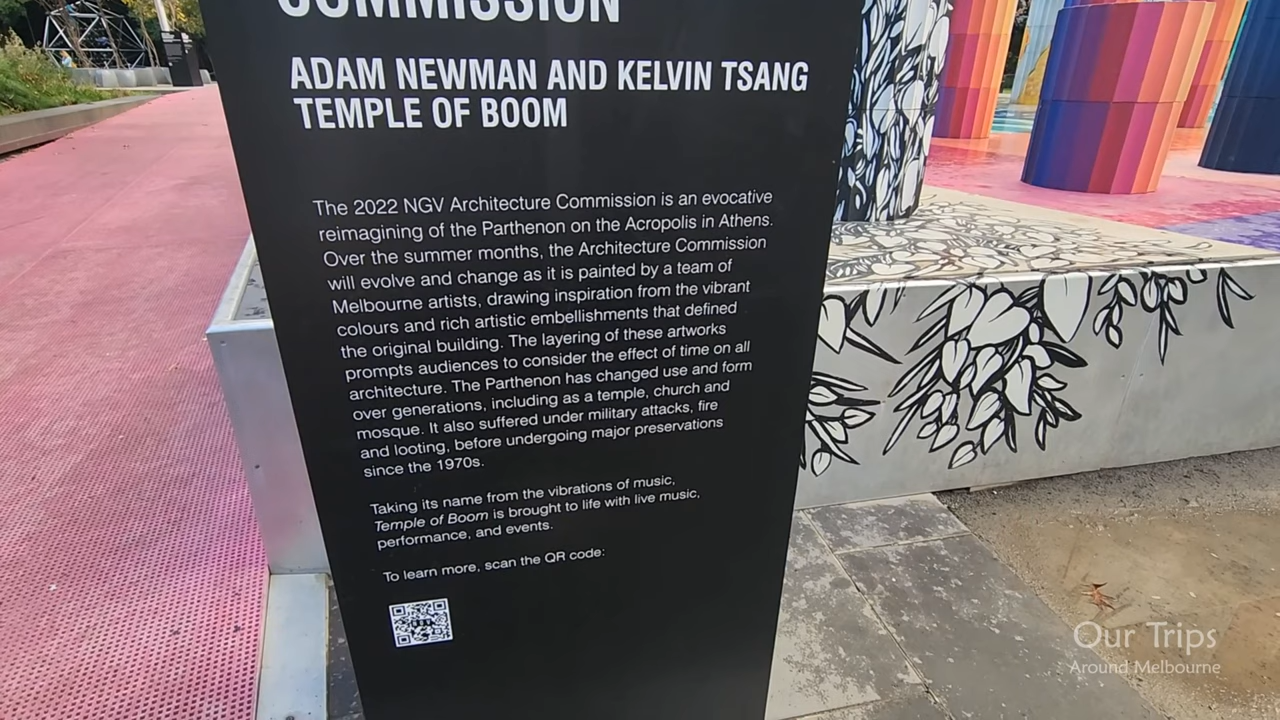 COMMISSION
ADAM NEWMAN AND KELVIN TSANG
TEMPLE OF BOOM
The 2022 NGV Architecture Commission is an evocative
reimagining of the Parthenon on the Acropolis in Athens.
Over the summer months, the Architecture Commission
will evolve and change as it is painted by a team of
Melbourne artists, drawing inspiration from the vibrant
colours and rich artistic embellishments that defined
the original building. The layering of these artworks
prompts audiences to consider the effect of time on all
architecture. The Parthenon has changed use and form
over generations, including as a temple, church and
mosque. It also suffered under military attacks, fire
and looting, before undergoing major preservations
since the 1970s.
Taking its name from the vibrations of music,
Temple of Boom is brought to life with live music,
performance, and events.
To learn more, scan the QR code:
Our Trips
Around Melbourne